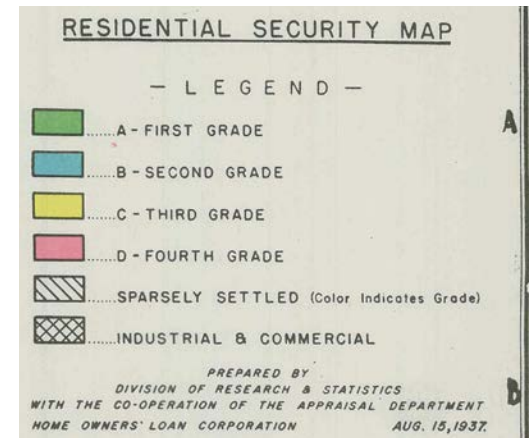 RESIDENTIAL SECURITY MAP
— LEGEND —
A
......A - FIRST GRADE
......B - SECOND GRADE
......C - THIRD GRADE
......D - FOURTH GRADE
......SPARSELY SETTLED (Color Indicates Grade)
......INDUSTRIAL & COMMERCIAL
PREPARED BY
DIVISION OF RESEARCH & STATISTICS
B
WITH THE CO-OPERATION OF THE APPRAISAL DEPARTMENT
HOME OWNERS' LOAN CORPORATION AUG. 15, 1937.